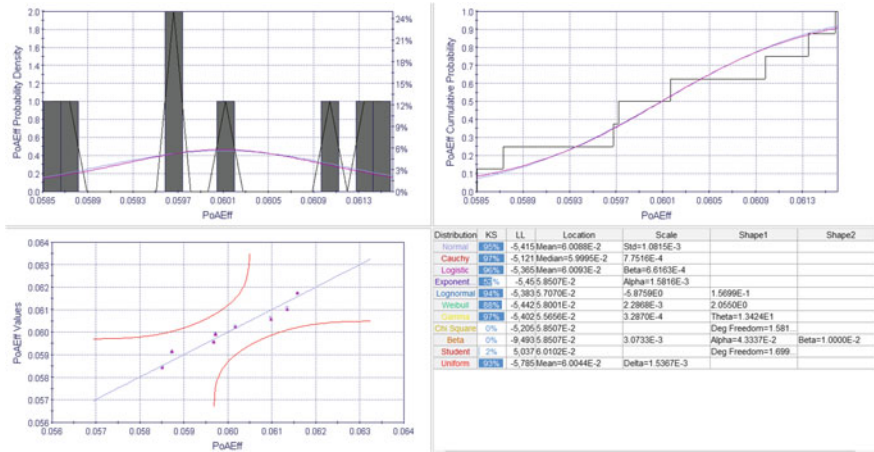 2.0
1.8
1.6
1.4
1.2
1.0
0.8
0.6
0.4
0.2
0.0
PoAEff Probability Density
24%
21%
18%
15%
12%
9%
6%
3%
0%
0.0585 0.0589 0.0593 0.0597 0.0601 0.0605 0.0609 0.0613
PoAEff
1.0
0.9
0.8
0.7
0.6
0.5
0.4
0.3
0.2
0.1
0.0
PoAEff Cumulative Probability
0.0585 0.0589 0.0593 0.0597 0.0601 0.0605 0.0609 0.0613
PoAEff
0.064
0.063
0.062
0.061
0.060
0.059
0.058
0.057
0.056
PoAEff Values
0.056 0.057 0.058 0.059 0.060 0.061 0.062 0.063 0.064
PoAEff
Distribution KS LL Location Scale Shape1 Shape2
Normal 95% -5,415 Mean=6.0088E-2 Std=1.0815E-3
Cauchy 97% -5,121 Median=5.9995E-2 7.7516E-4
Logistic 96% -5,365 Mean=6.0093E-2 Beta=6.6163E-4
Exponent... -5,45 5.8507E-2 Alpha=1.5816E-3
Lognormal 94% -5,383 5.7070E-2 -5.8759E0 1.5699E-1
Weibull 88% -5,442 5.8001E-2 2.2868E-3 2.0550E0
Gamma 97% -5,402 5.5656E-2 3.2870E-4 Theta=1.3424E1
Chi Square 0% -5,205 5.8507E-2 Deg Freedom=1.581...
Beta 0% -9,493 5.8507E-2 3.0733E-3 Alpha=4.3337E-2 Beta=1.0000E-2
Student 2% 5,037 6.0102E-2 Deg Freedom=1.699...
Uniform 93% -5,785 Mean=6.0044E-2 Delta=1.5367E-3